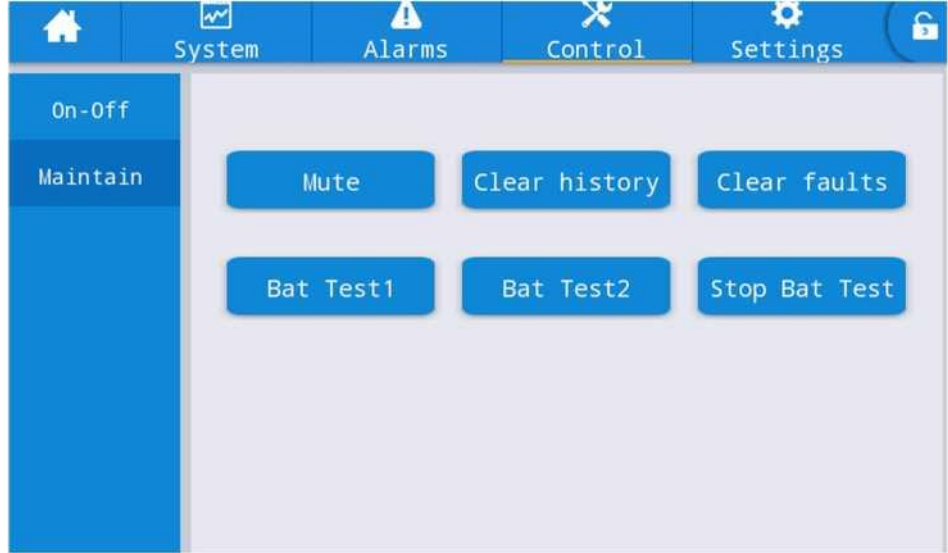 System
Alarms
Control
Settings
On-Off
Maintain
Mute
Clear history
Clear faults
Bat Test1
Bat Test2
Stop Bat Test